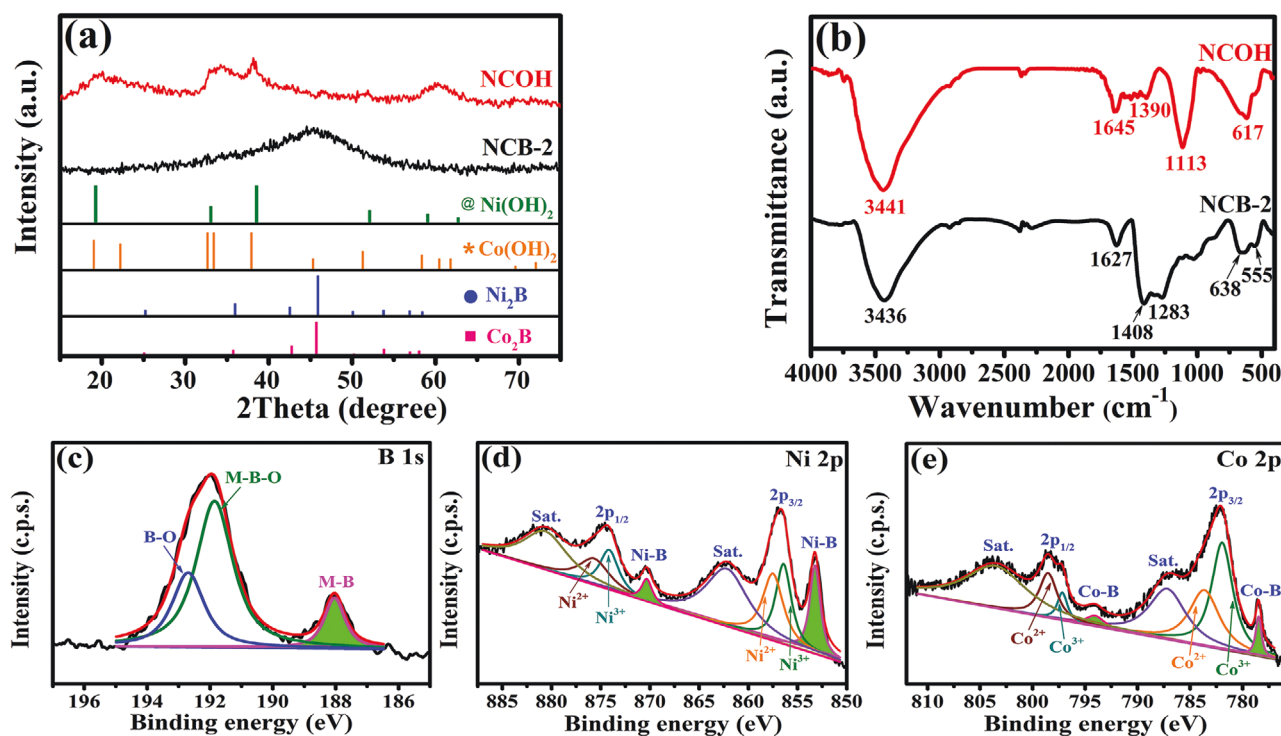 (a)
Intensity (a.u.)
NCOH
NCB-2
@ Ni(OH)₂
* Co(OH)₂
● Ni₂B
■ Co₂B
20 30 40 50 60 70
2Theta (degree)
(b)
Transmittance (a.u.)
NCOH
1645
1390
617
1113
3441
NCB-2
1627
638
555
1283
3436
1408
4000 3500 3000 2500 2000 1500 1000 500
Wavenumber (cm⁻¹)
(c)
B 1s
Intensity (c.p.s.)
M-B-O
B-O
M-B
196 194 192 190 188 186
Binding energy (eV)
(d)
Ni 2p
Intensity (c.p.s.)
Sat.
2p₁/₂
Ni-B
Sat.
2p₃/₂
Ni-B
Ni²⁺
Ni³⁺
Ni²⁺
Ni³⁺
885 880 875 870 865 860 855 850
Binding energy (eV)
(e)
Co 2p
Intensity (c.p.s.)
Sat.
2p₁/₂
Co-B
Sat.
2p₃/₂
Co-B
Co²⁺
Co³⁺
Co²⁺
Co³⁺
810 800 790 780
Binding energy (eV)